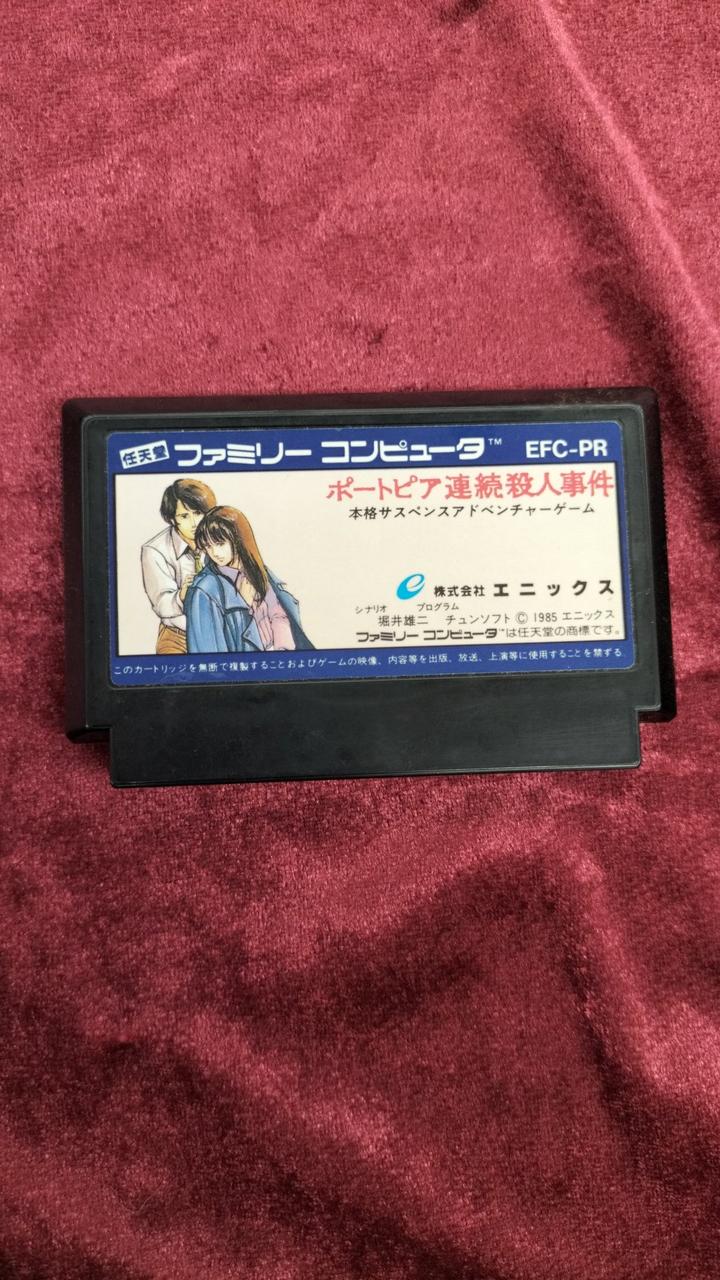 任天堂 ファミリー コンピュータ™ EFC-PR
ポートピア連続殺人事件
本格サスペンスアドベンチャーゲーム
e 株式会社 エニックス
シナリオ プログラム
堀井雄二 チュンソフト © 1985 エニックス
ファミリー コンピュータ™は任天堂の商標です。
このカートリッジを無断で複製することおよびゲームの映像、内容等を出版、放送、上演等に使用することを禁ずる.